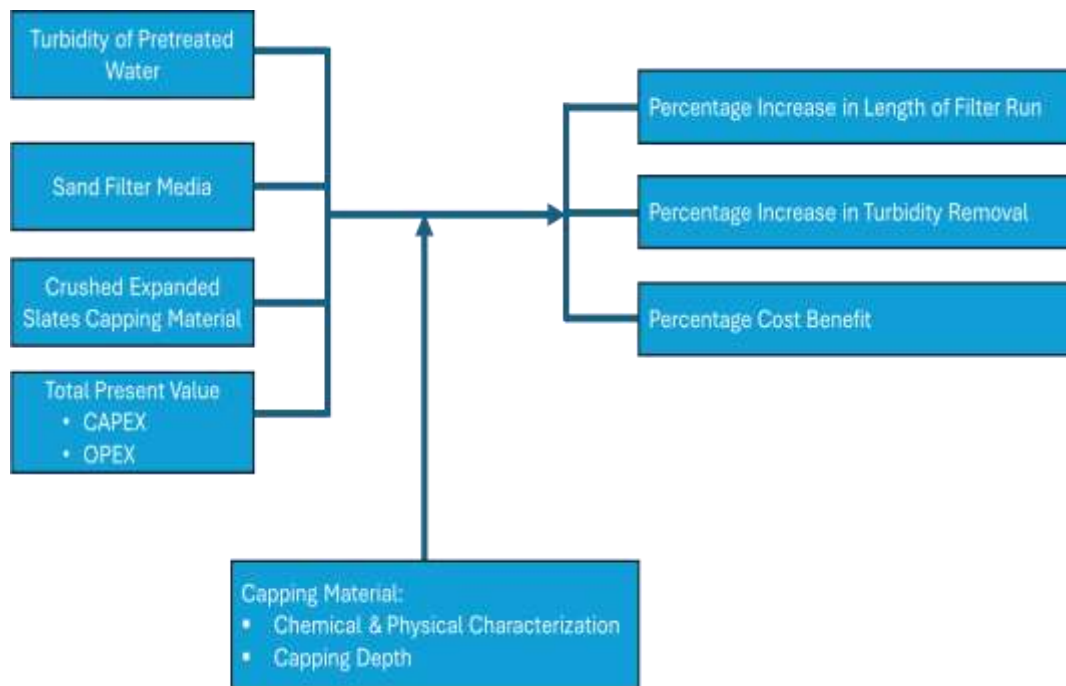 Turbidity of Pretreated
Water
Sand Filter Media
Crushed Expanded
Slates Capping Material
Total Present Value
• CAPEX
• OPEX
Percentage Increase in Length of Filter Run
Percentage Increase in Turbidity Removal
Percentage Cost Benefit
Capping Material:
▪ Chemical & Physical Characterization
▪ Capping Depth